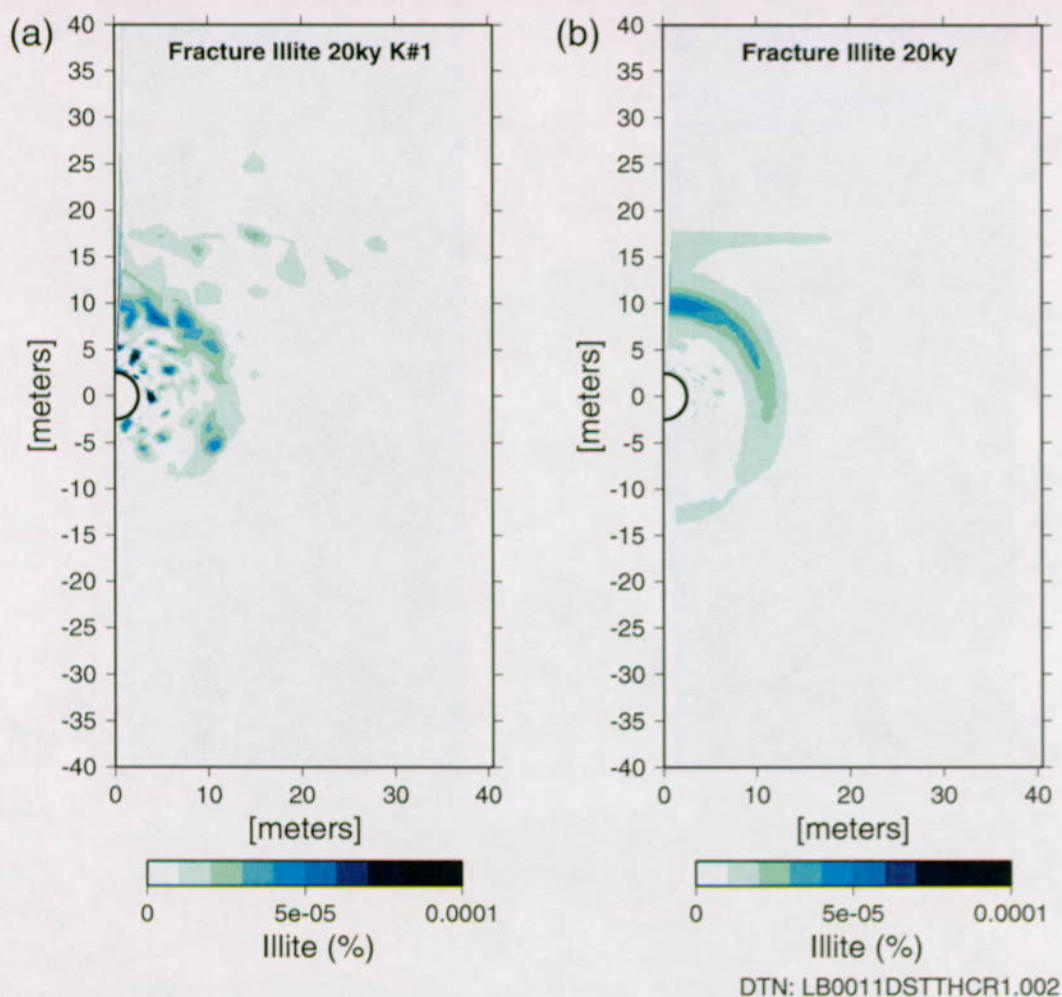 (a)
Fracture Illlite 20ky K#1
40
35
30
25
20
15
10
5
0
-5
-10
-15
-20
-25
-30
-35
-40
[meters]
0 10 20 30 40
[meters]
0 5e-05 0.0001
Illite (%)
(b)
Fracture Illlite 20ky
40
35
30
25
20
15
10
5
0
-5
-10
-15
-20
-25
-30
-35
-40
[meters]
0 10 20 30 40
[meters]
0 5e-05 0.0001
Illite (%)
DTN: LB0011DSTTHCR1.002